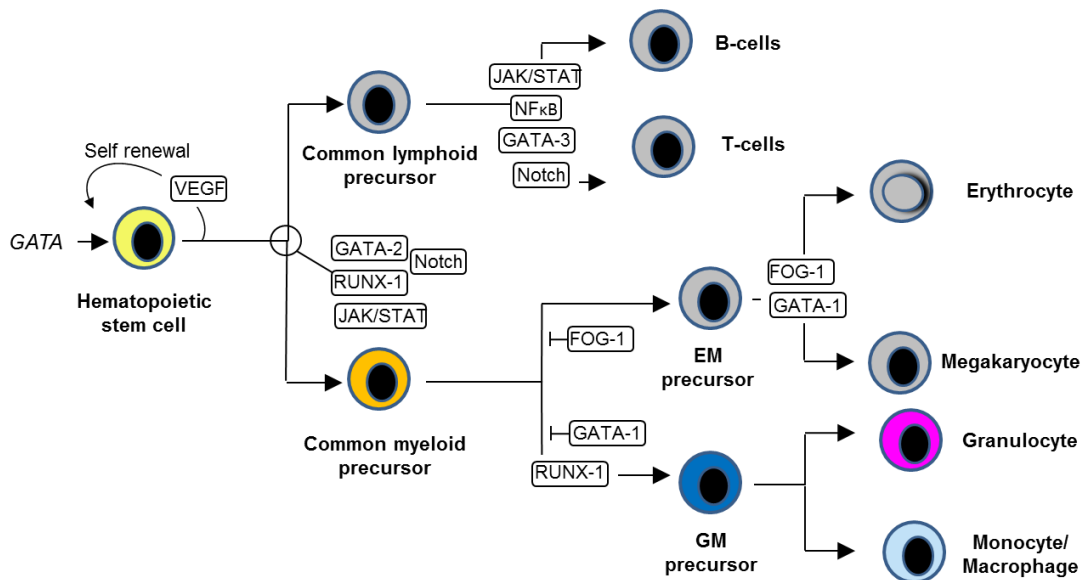 B-cells
JAK/STAT
NFκB
GATA-3
Notch
T-cells
Common lymphoid
precursor
Self renewal
VEGF
GATA
Hematopoietic
stem cell
GATA-2
Notch
RUNX-1
JAK/STAT
Common myeloid
precursor
FOG-1
GATA-1
RUNX-1
EM
precursor
GM
precursor
FOG-1
GATA-1
Erythrocyte
Megakaryocyte
Granulocyte
Monocyte/
Macrophage